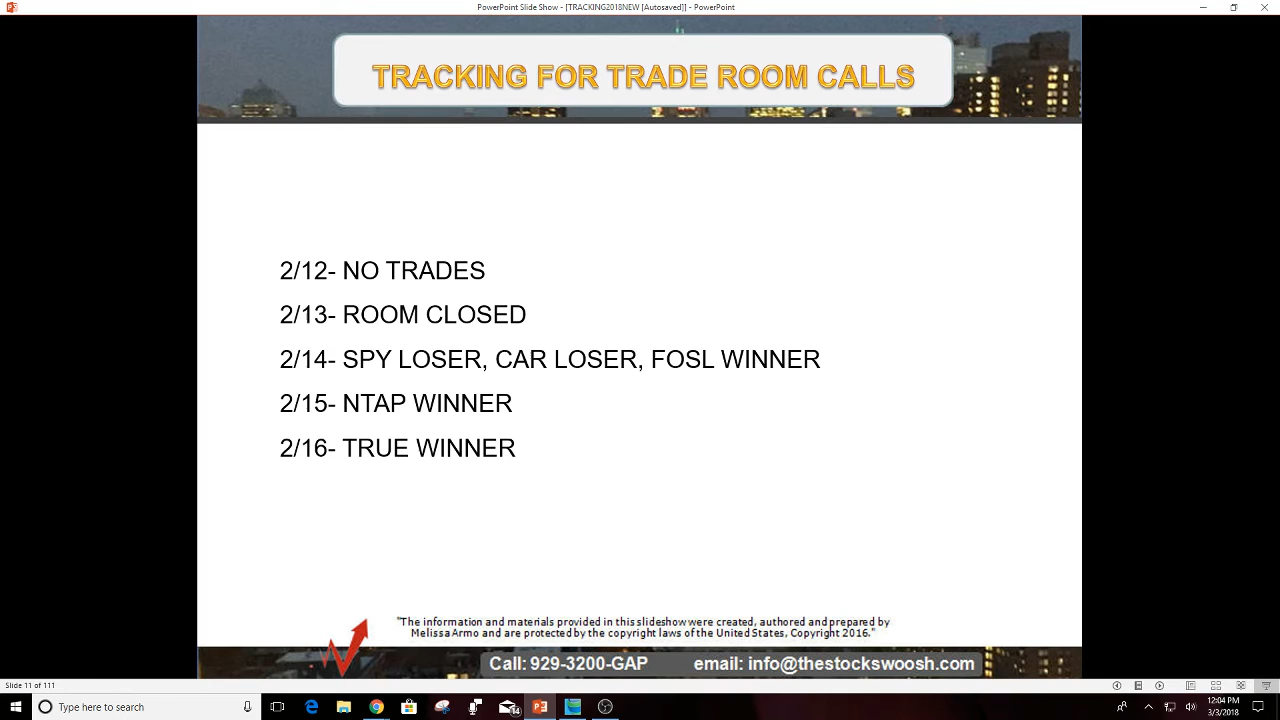 PowerPoint Slide Show - [TRACKING2018NEW [Autosaved]] - PowerPoint
TRACKING FOR TRADE ROOM CALLS
2/12- NO TRADES
2/13- ROOM CLOSED
2/14- SPY LOSER, CAR LOSER, FOSL WINNER
2/15- NTAP WINNER
2/16- TRUE WINNER
"The information and materials provided in this slideshow were created, authored and prepared by
Melissa Armo and are protected by the copyright laws of the United States, Copyright 2016."
Call: 929-3200-GAP email: info@thestockswoosh.com
Slide 11 of 111
Type here to search
14
12:04 PM
3/3/2018